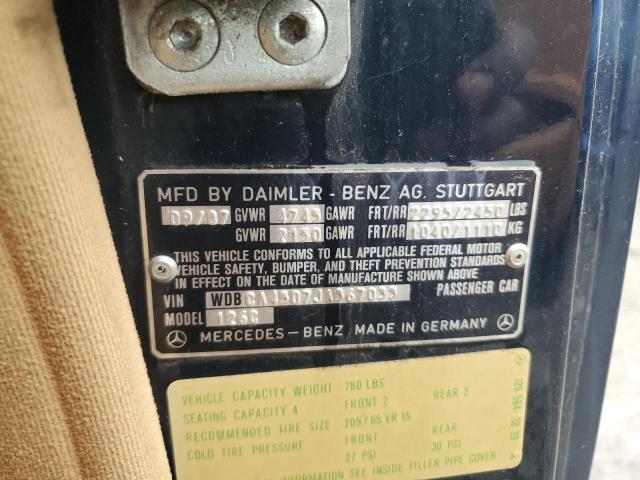 MFD BY DAIMLER - BENZ AG. STUTTGART
09/87 GVWR 4745 GAWR FRT/RR 2295/2450 LBS
GVWR 2150 GAWR FRT/RR 1040/1110 KG
THIS VEHICLE CONFORMS TO ALL APPLICABLE FEDERAL MOTOR
VEHICLE SAFETY, BUMPER, AND THEFT PREVENTION STANDARDS
IN EFFECT ON THE DATE OF MANUFACTURE SHOWN ABOVE
VIN PASSENGER CAR
MODEL 126C
MERCEDES-BENZ MADE IN GERMANY
VEHICLE CAPACITY WEIGHT 780 LBS
SEATING CAPACITY 4 FRONT 2 REAR 2
RECOMMENDED TIRE SIZE 205/65 VR 15
COLD TIRE PRESSURE FRONT REAR
27 PSI 30 PSI
INFORMATION SEE INSIDE FILLER PIPE COVER